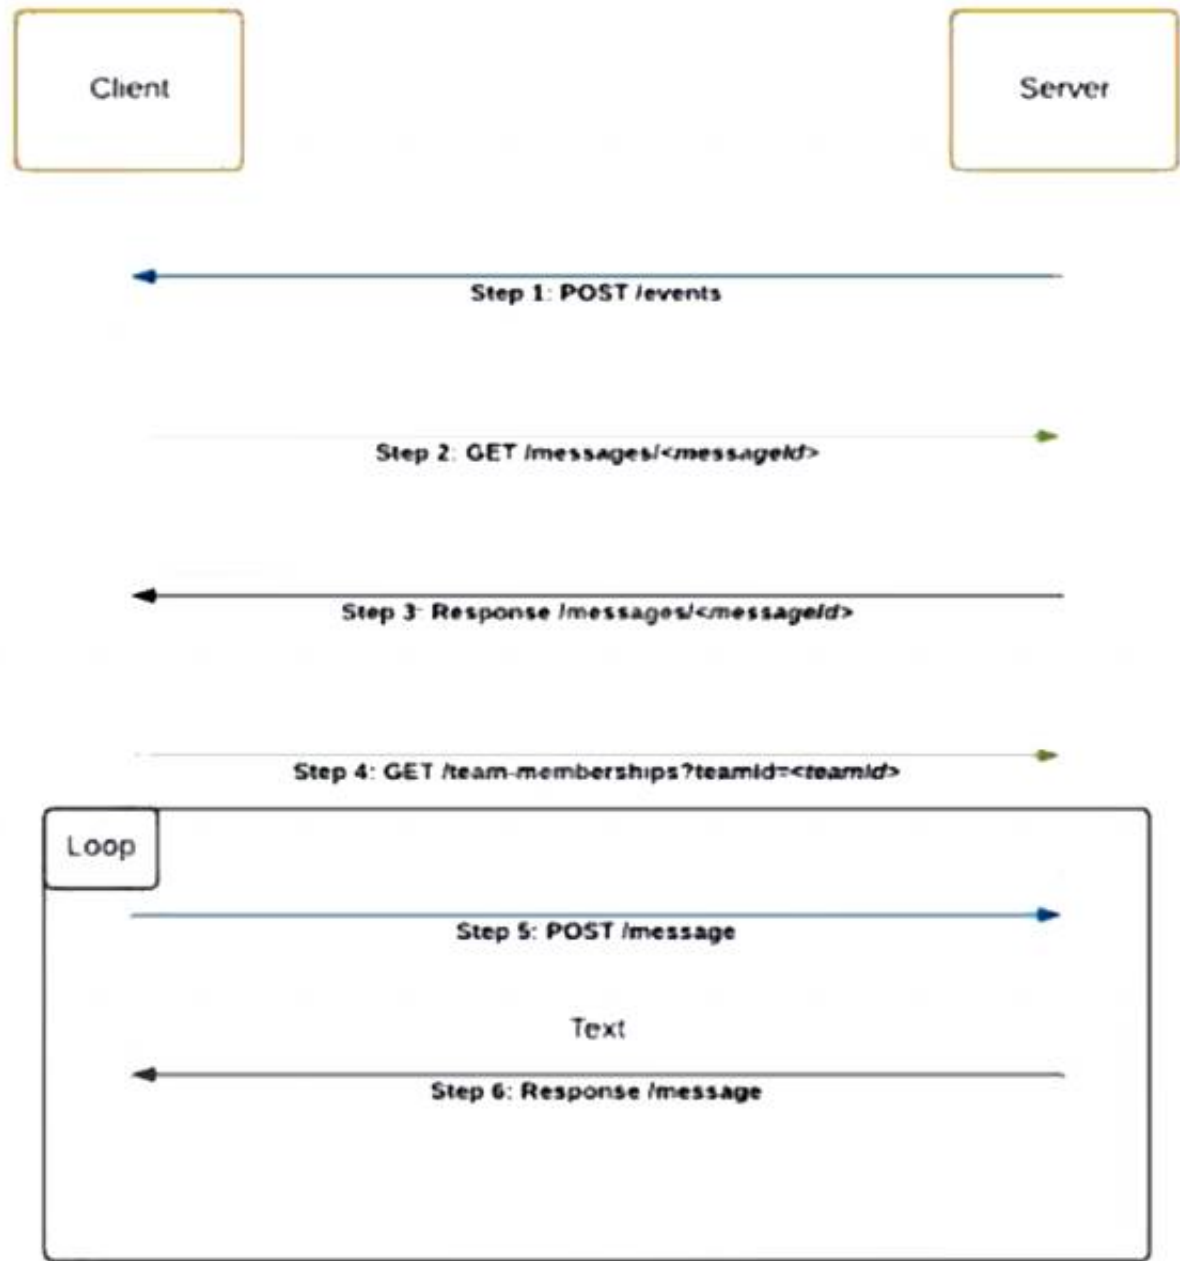 Client
Server
Step 1: POST /events
Step 2: GET /messages/<messageId>
Step 3: Response /messages/<messageId>
Step 4: GET /team-memberships?teamId=<teamId>
Loop
Step 5: POST /message
Text
Step 6: Response /message